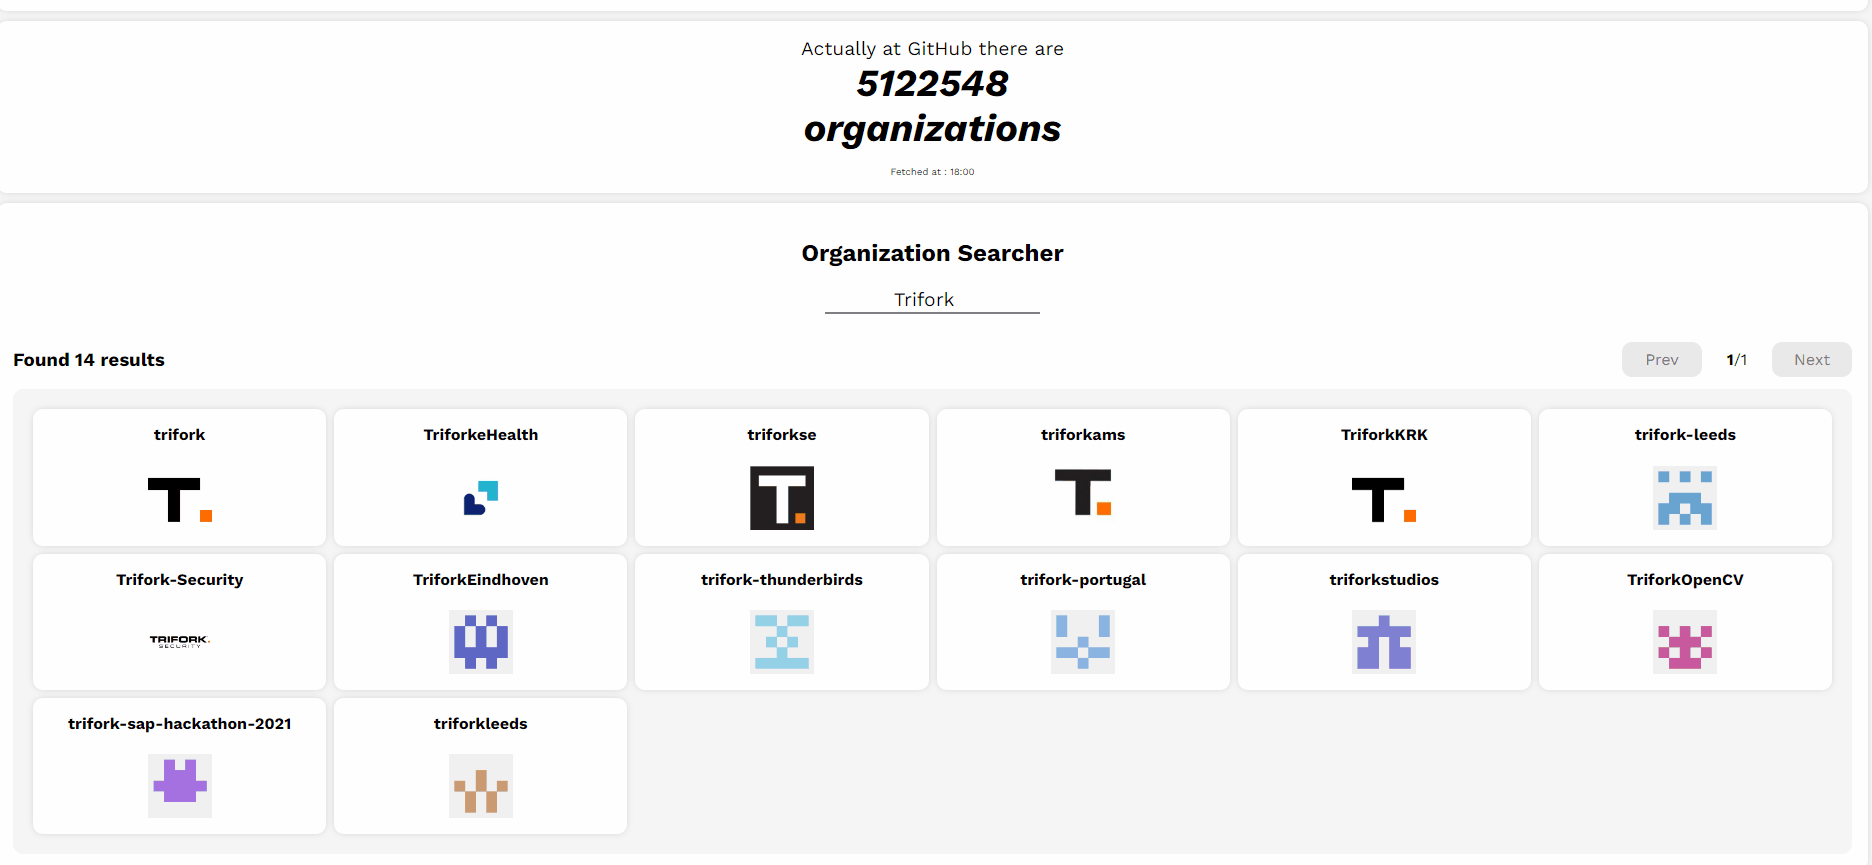 Actually at GitHub there are
5122548
organizations
Fetched at : 18:00
Organization Searcher
Trifork
Found 14 results
Prev 1/1 Next
trifork TriforkeHealth triforkse triforkams TriforkKRK trifork-leeds
T. T. T. T.
Trifork-Security TriforkEindhoven trifork-thunderbirds trifork-portugal triforkstudios TriforkOpenCV
TRIFORK.
SECURITY
trifork-sap-hackathon-2021 triforkleeds